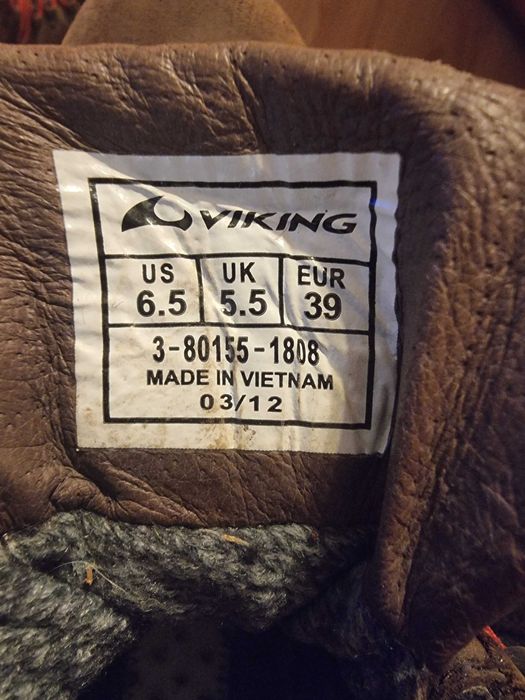 VIKING
US UK EUR
6.5 5.5 39
3-80155-1808
MADE IN VIETNAM
03/12